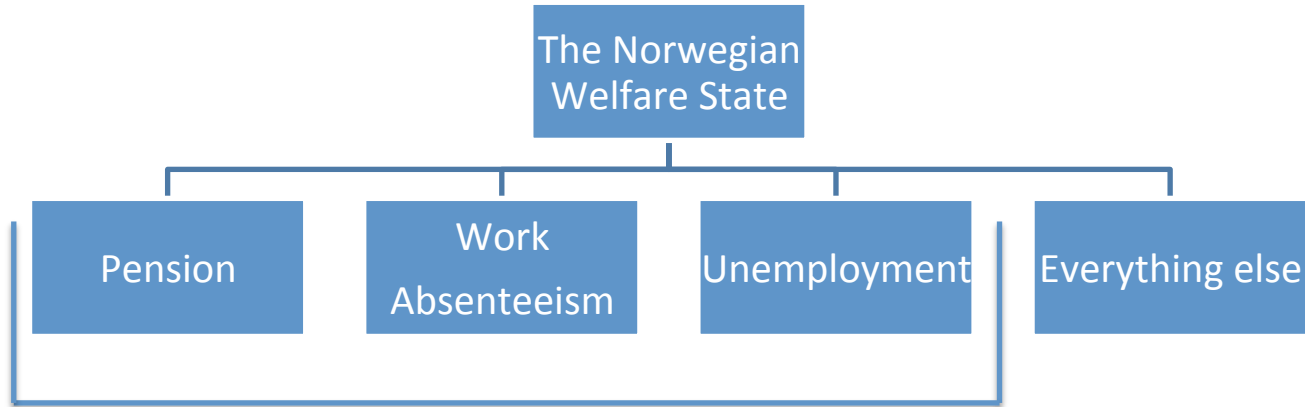 The Norwegian
Welfare State
Pension
Work
Absenteeism
Unemployment
Everything else